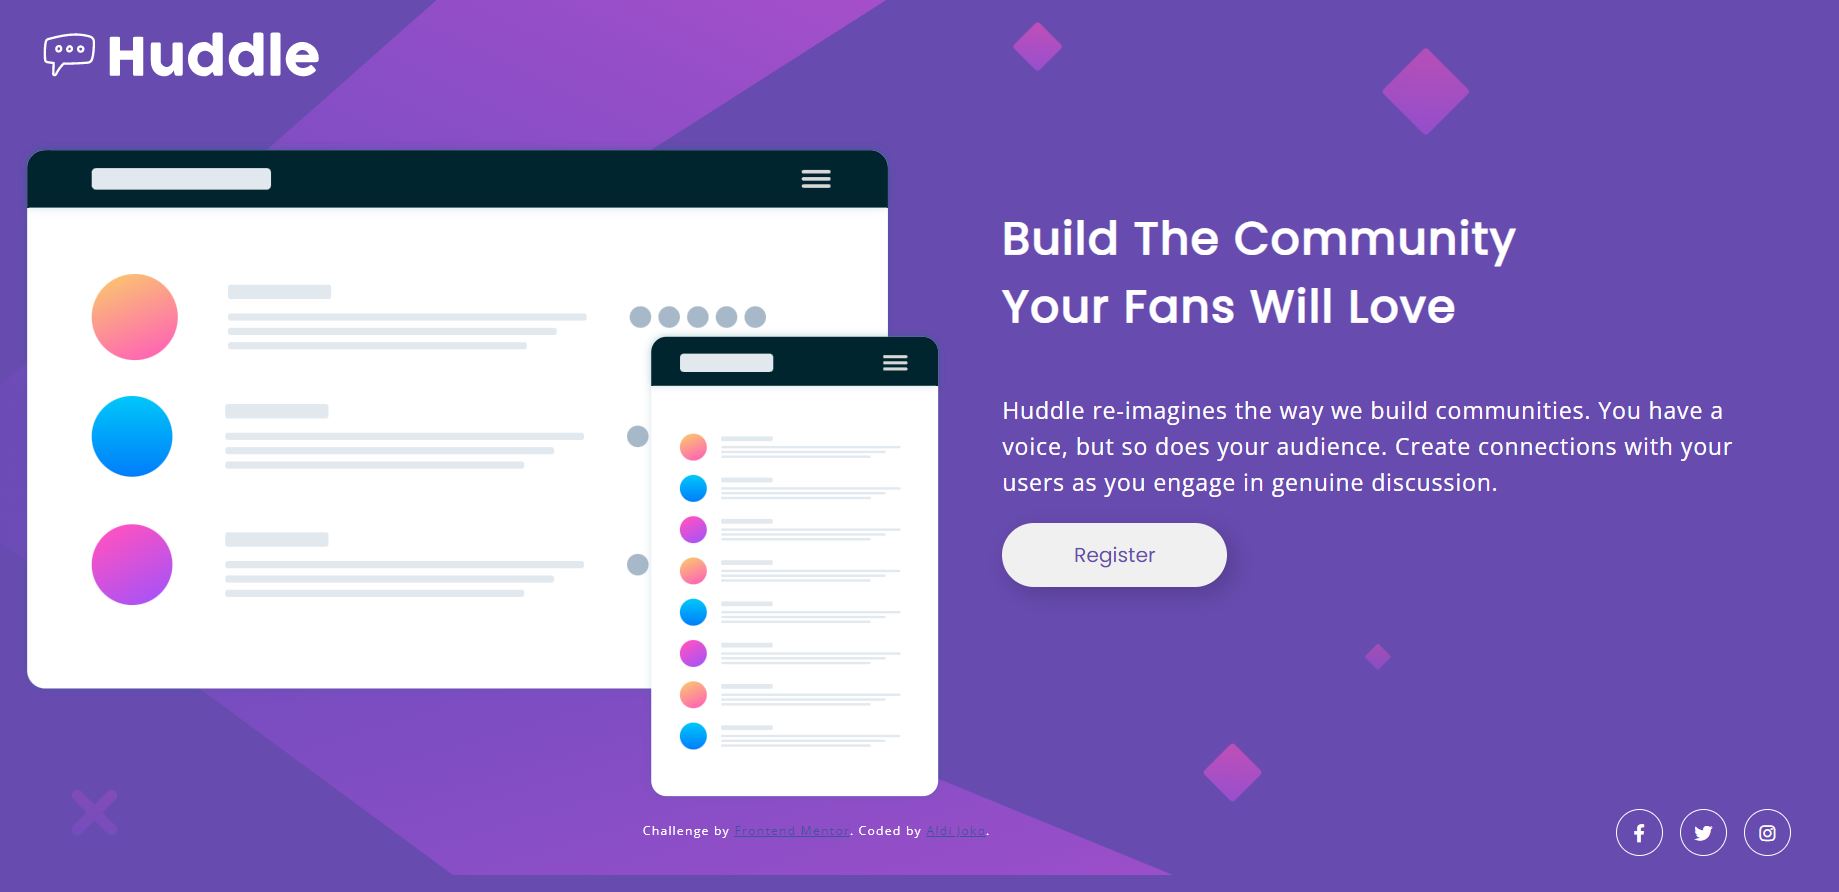 Huddle
Build The Community
Your Fans Will Love
Huddle re-imagines the way we build communities. You have a
voice, but so does your audience. Create connections with your
users as you engage in genuine discussion.
Register
Challenge by Frontend Mentor. Coded by Aldi Joko.